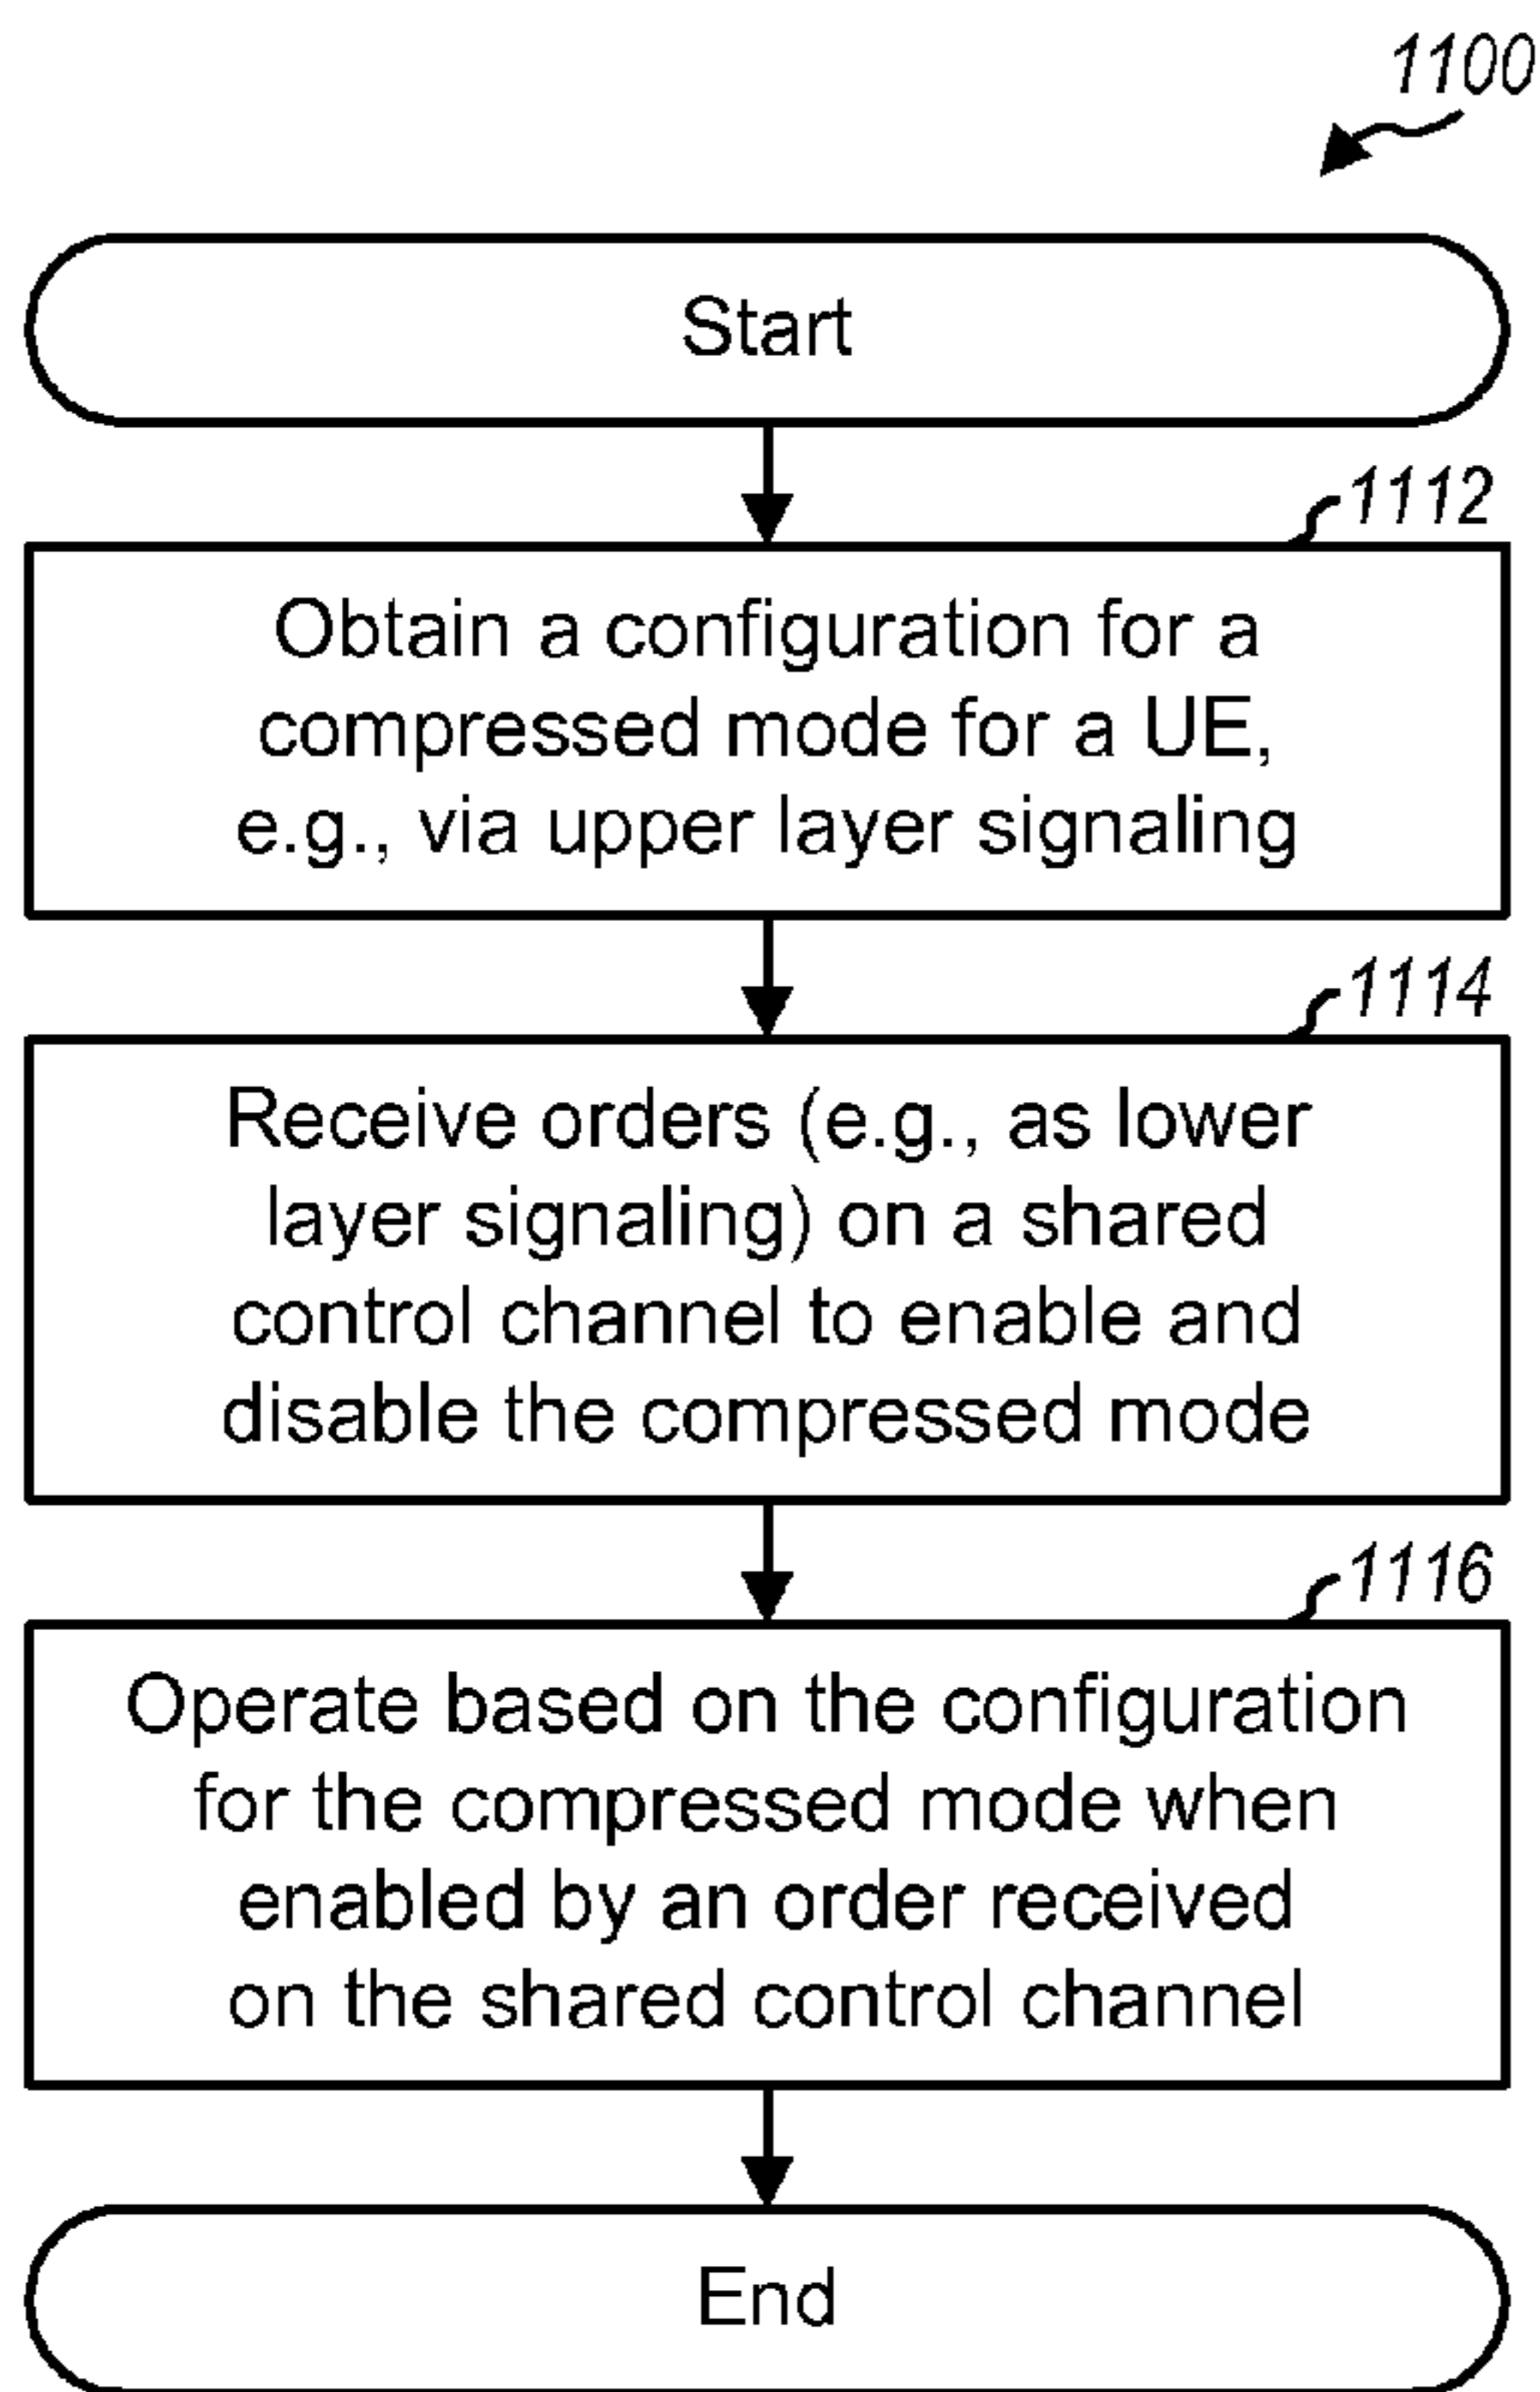 1100
Start
1112
Obtain a configuration for a
compressed mode for a UE,
e.g., via upper layer signaling
1114
Receive orders (e.g., as lower
layer signaling) on a shared
control channel to enable and
disable the compressed mode
1116
Operate based on the configuration
for the compressed mode when
enabled by an order received
on the shared control channel
End